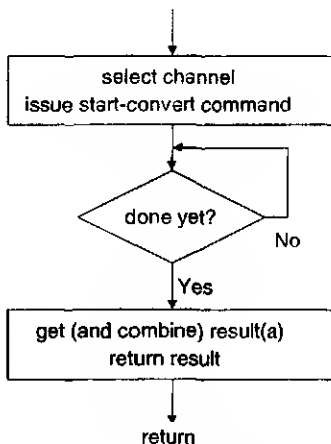 select channel
issue start-convert command
done yet?
No
Yes
get (and combine) result(a)
return result
return